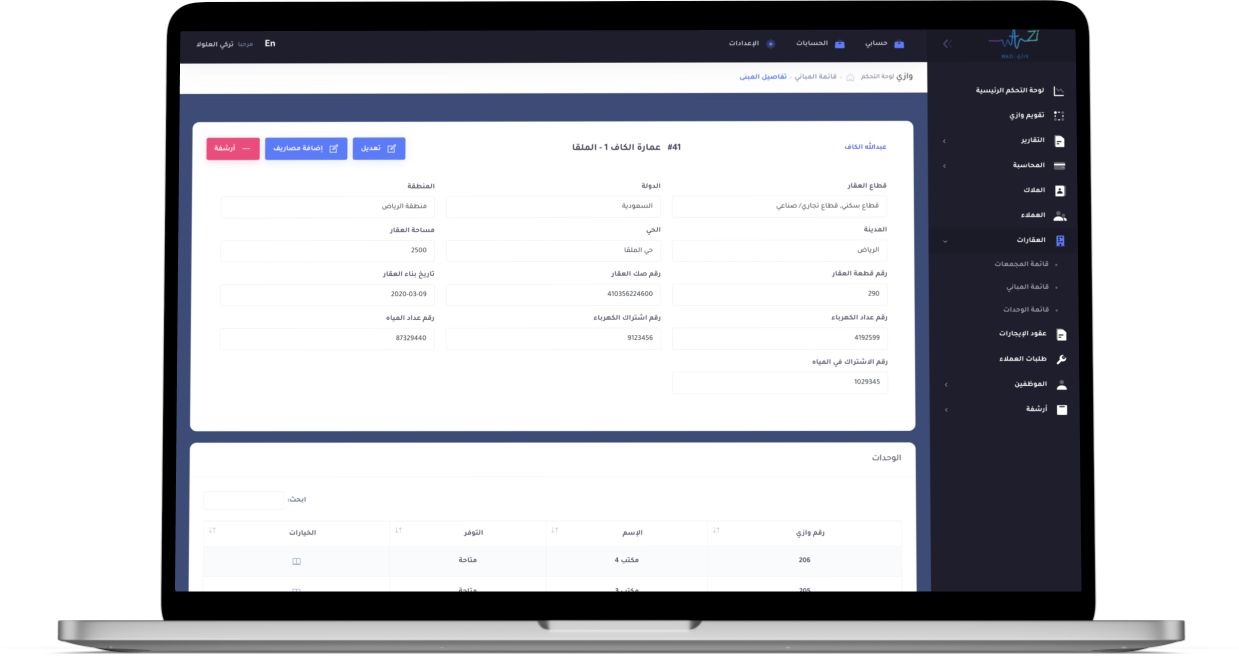 حسابي
الحسابات
الإعدادات
En
مرحبا تركي العلولا
وازي
لوحة التحكم
قائمة المباني
تفاصيل المبنى
لوحة التحكم الرئيسية
تقويم وازي
التقارير
المحاسبة
الملاك
العملاء
العقارات
قائمة المجمعات
قائمة المباني
قائمة الوحدات
عقود الإيجارات
طلبات العملاء
الموظفين
أرشفة
عبدالله الكاف
#41 عمارة الكاف 1 - الملقا
تعديل
إضافة مصاريف
أرشفة
قطاع العقار
الدولة
المنطقة
قطاع سكني, قطاع تجاري/ صناعي
السعودية
منطقة الرياض
المدينة
الحي
مساحة العقار
الرياض
حي الملقا
2500
رقم قطعة العقار
رقم صك العقار
تاريخ بناء العقار
290
410356224600
2020-03-09
رقم عداد الكهرباء
رقم اشتراك الكهرباء
رقم عداد المياه
4192599
9123456
87329440
رقم الاشتراك في المياه
1029345
الوحدات
ابحث:
رقم وازي
الإسم
التوفر
الخيارات
206
مكتب 4
متاحة
205
مكتب 3
متاحة